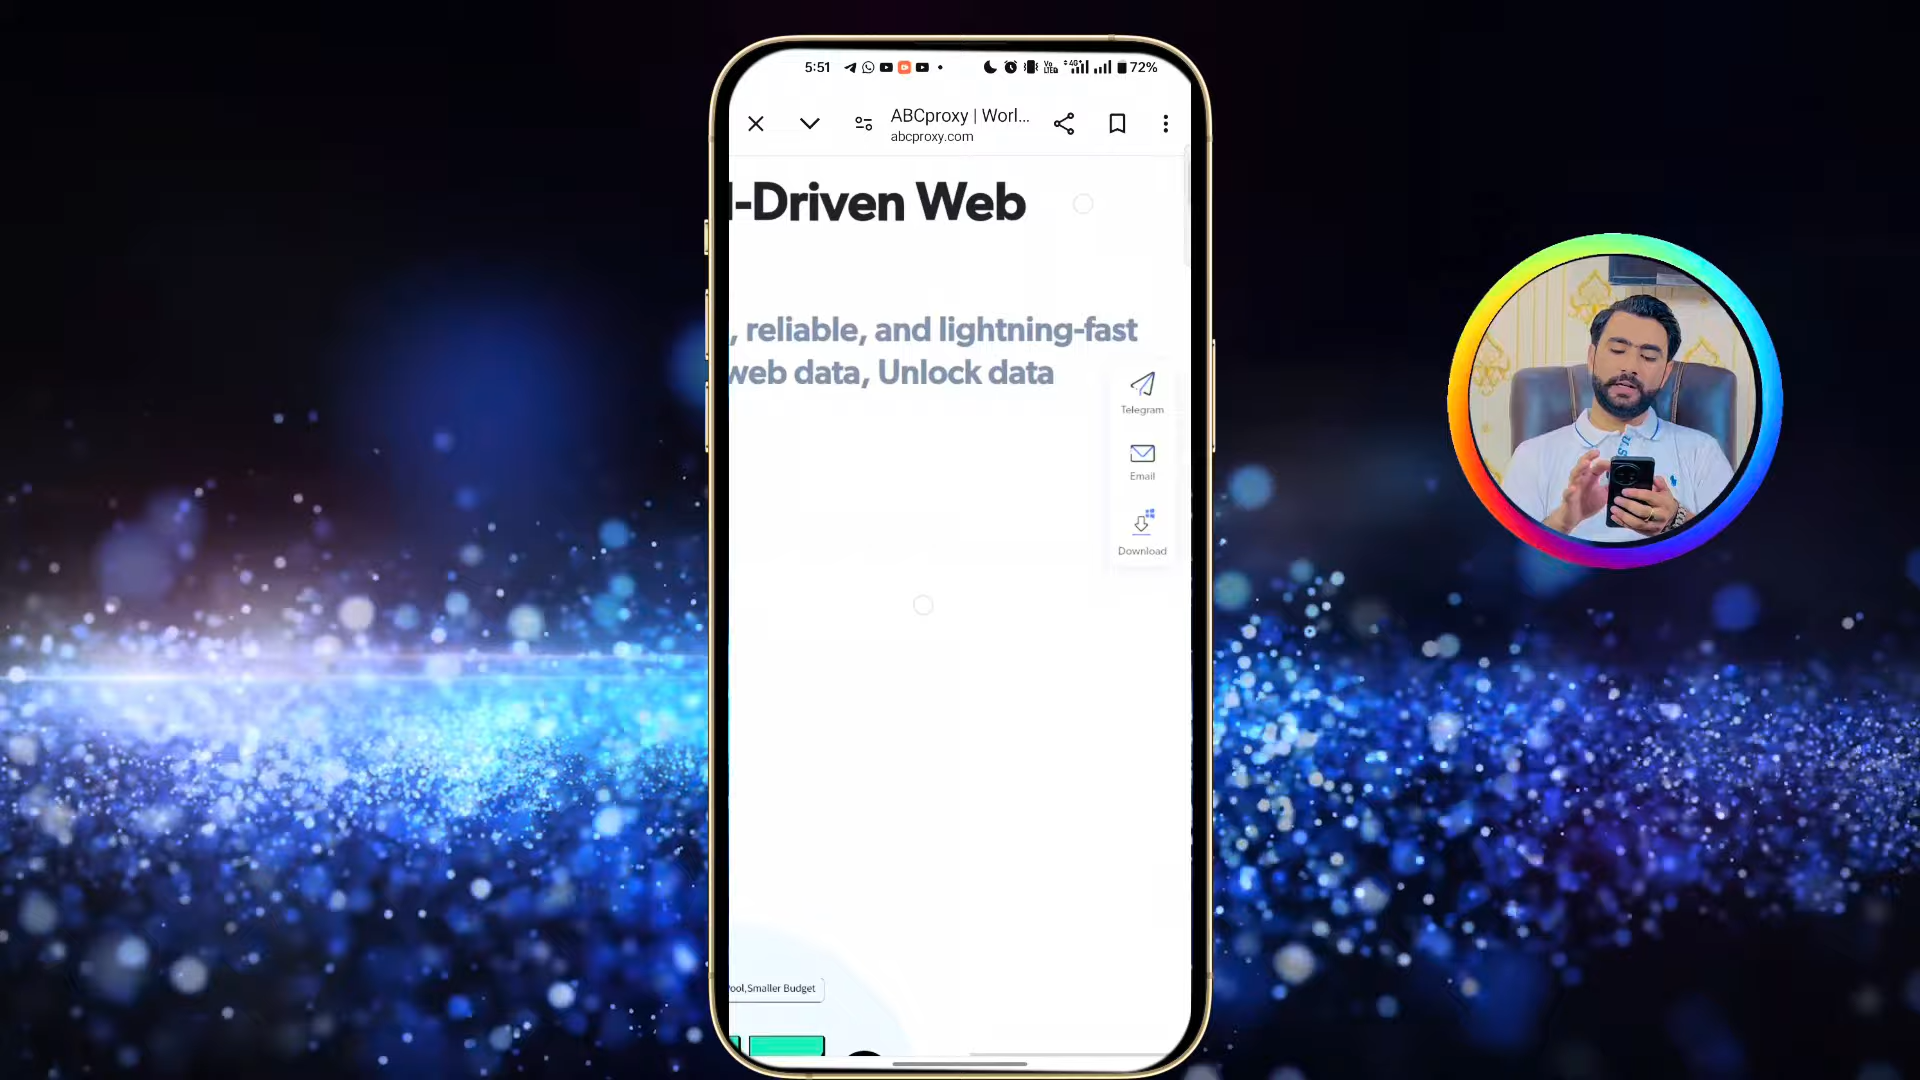 5:51
72%
ABCproxy | Worl...
abcproxy.com
-Driven Web
, reliable, and lightning-fast
web data, Unlock data
Telegram
Email
Download
ool,Smaller Budget